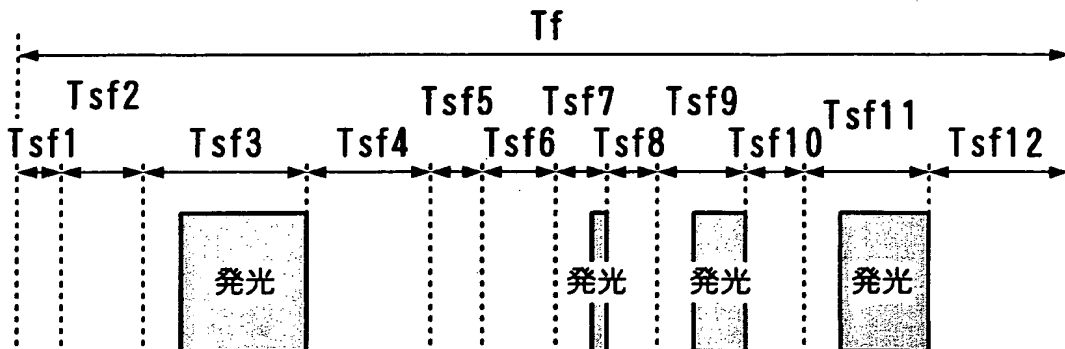 Tf
Tsf2
Tsf5 Tsf7 Tsf9 Tsf11
Tsf1 Tsf3 Tsf4 Tsf6 Tsf8 Tsf10 Tsf12
発光 発光 発光 発光